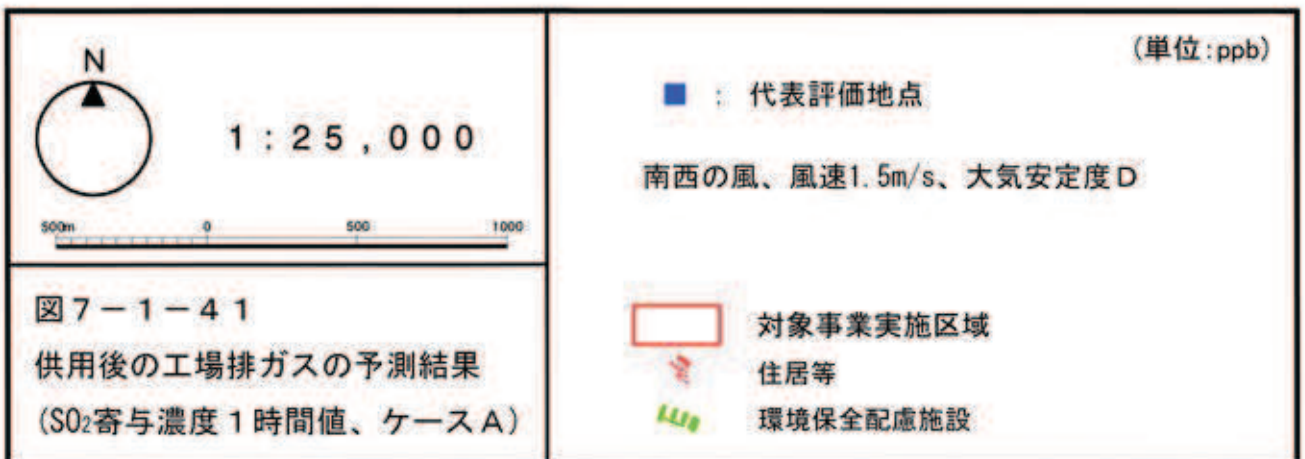 N
1:25,000
500m 0 500 1000
図7-1-41
供用後の工場排ガスの予測結果
(SO₂寄与濃度1時間値、ケースA)
(単位:ppb)
: 代表評価地点
南西の風、風速1.5m/s、大気安定度D
対象事業実施区域
住居等
環境保全配慮施設